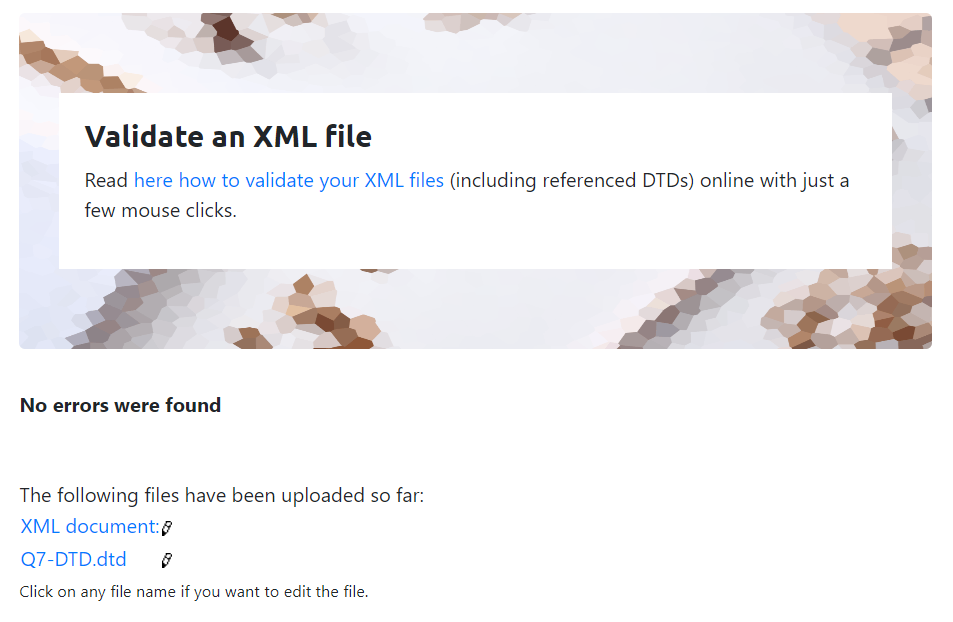 Validate an XML file
Read here how to validate your XML files (including referenced DTDs) online with just a
few mouse clicks.
No errors were found
The following files have been uploaded so far:
XML document:
Q7-DTD.dtd
Click on any file name if you want to edit the file.